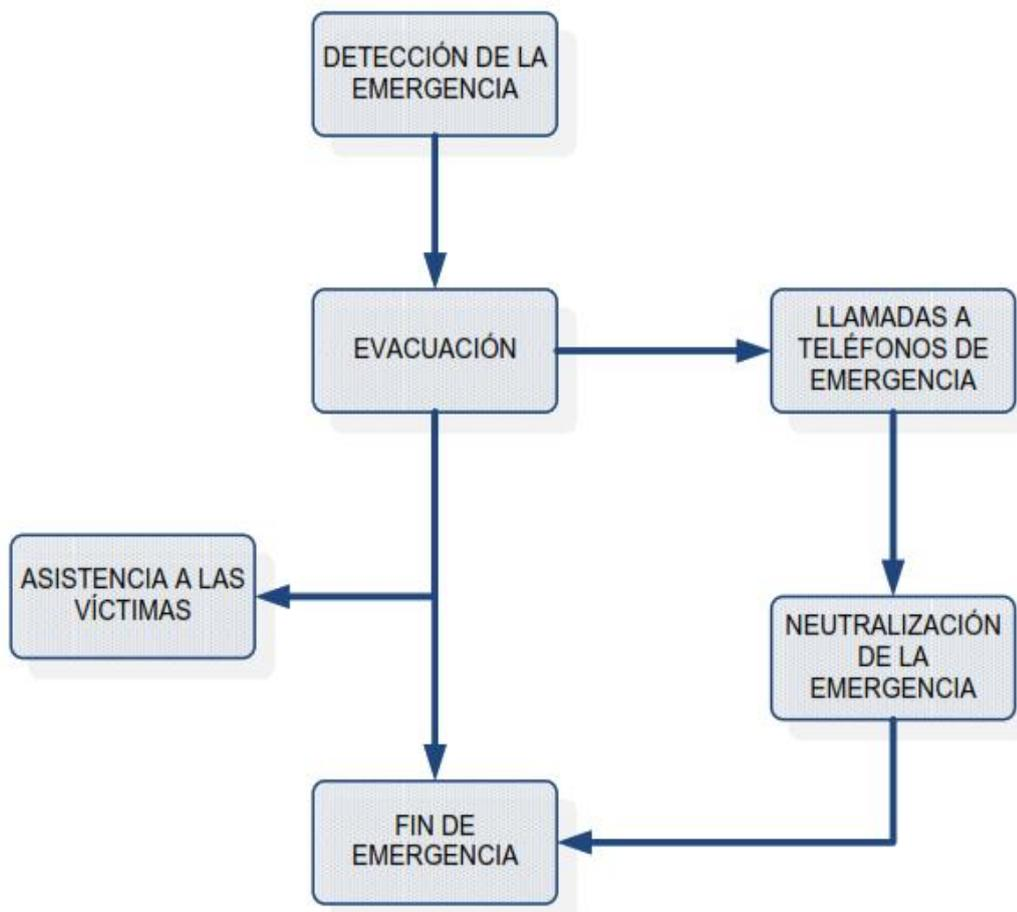 DETECCIÓN DE LA
EMERGENCIA
EVACUACIÓN
LLAMADAS A
TELÉFONOS DE
EMERGENCIA
ASISTENCIA A LAS
VÍCTIMAS
NEUTRALIZACIÓN
DE LA
EMERGENCIA
FIN DE
EMERGENCIA